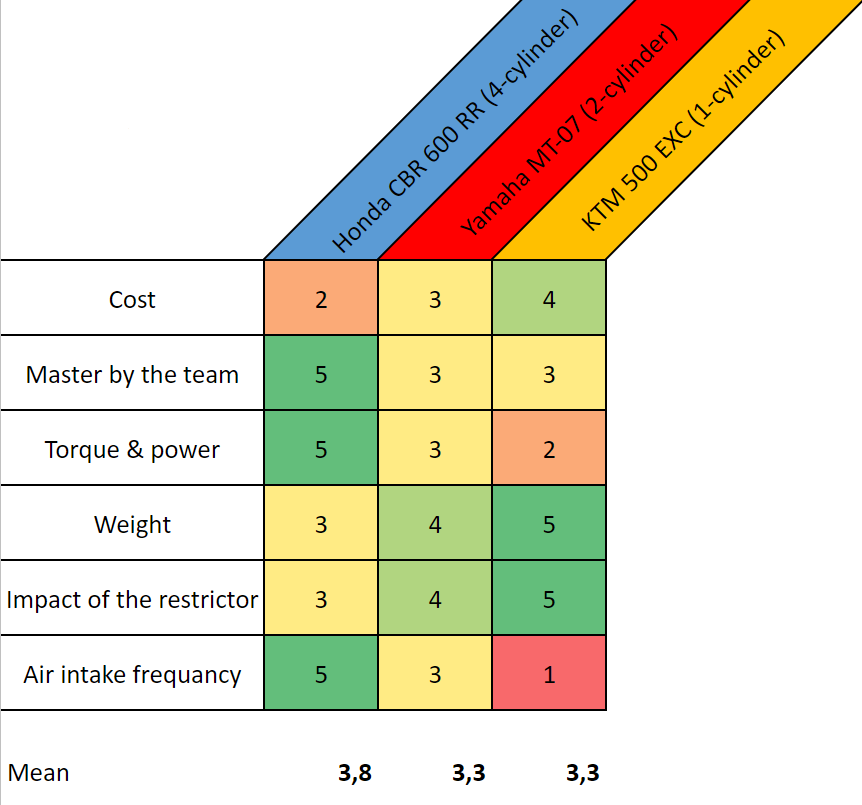 Honda CBR 600 RR (4-cylinder)
Yamaha MT-07 (2-cylinder)
KTM 500 EXC (1-cylinder)
Cost 2 3 4
Master by the team 5 3 3
Torque & power 5 3 2
Weight 3 4 5
Impact of the restrictor 3 4 5
Air intake frequancy 5 3 1
Mean 3,8 3,3 3,3